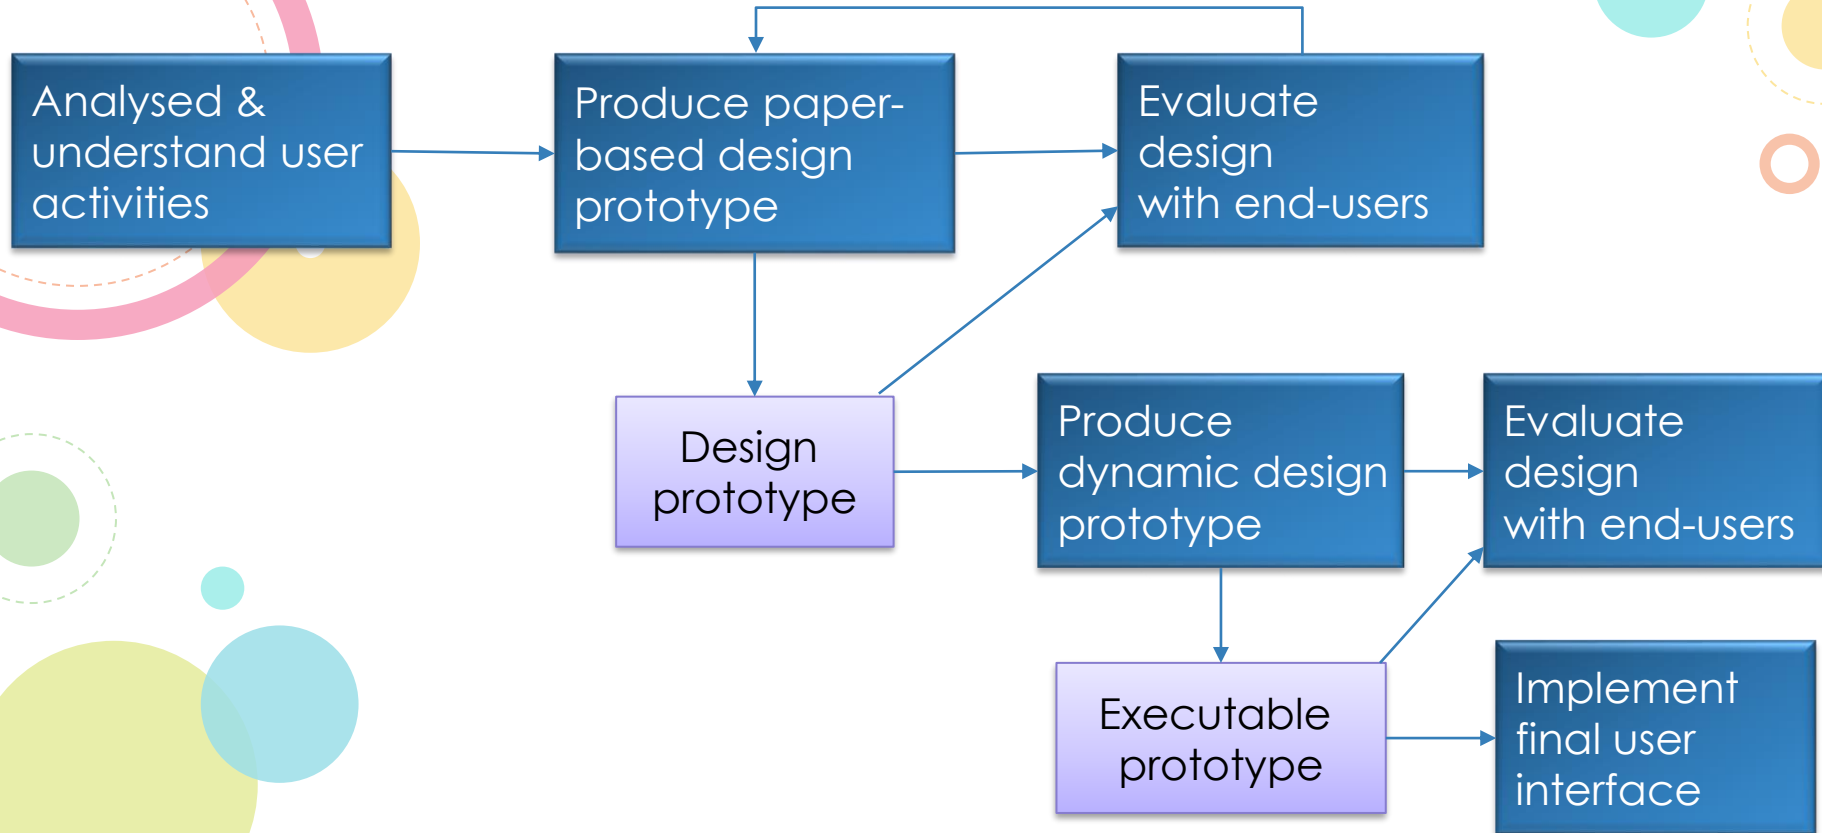 Analysed &
understand user
activities
Produce paper-
based design
prototype
Evaluate
design
with end-users
Design
prototype
Produce
dynamic design
prototype
Evaluate
design
with end-users
Executable
prototype
Implement
final user
interface